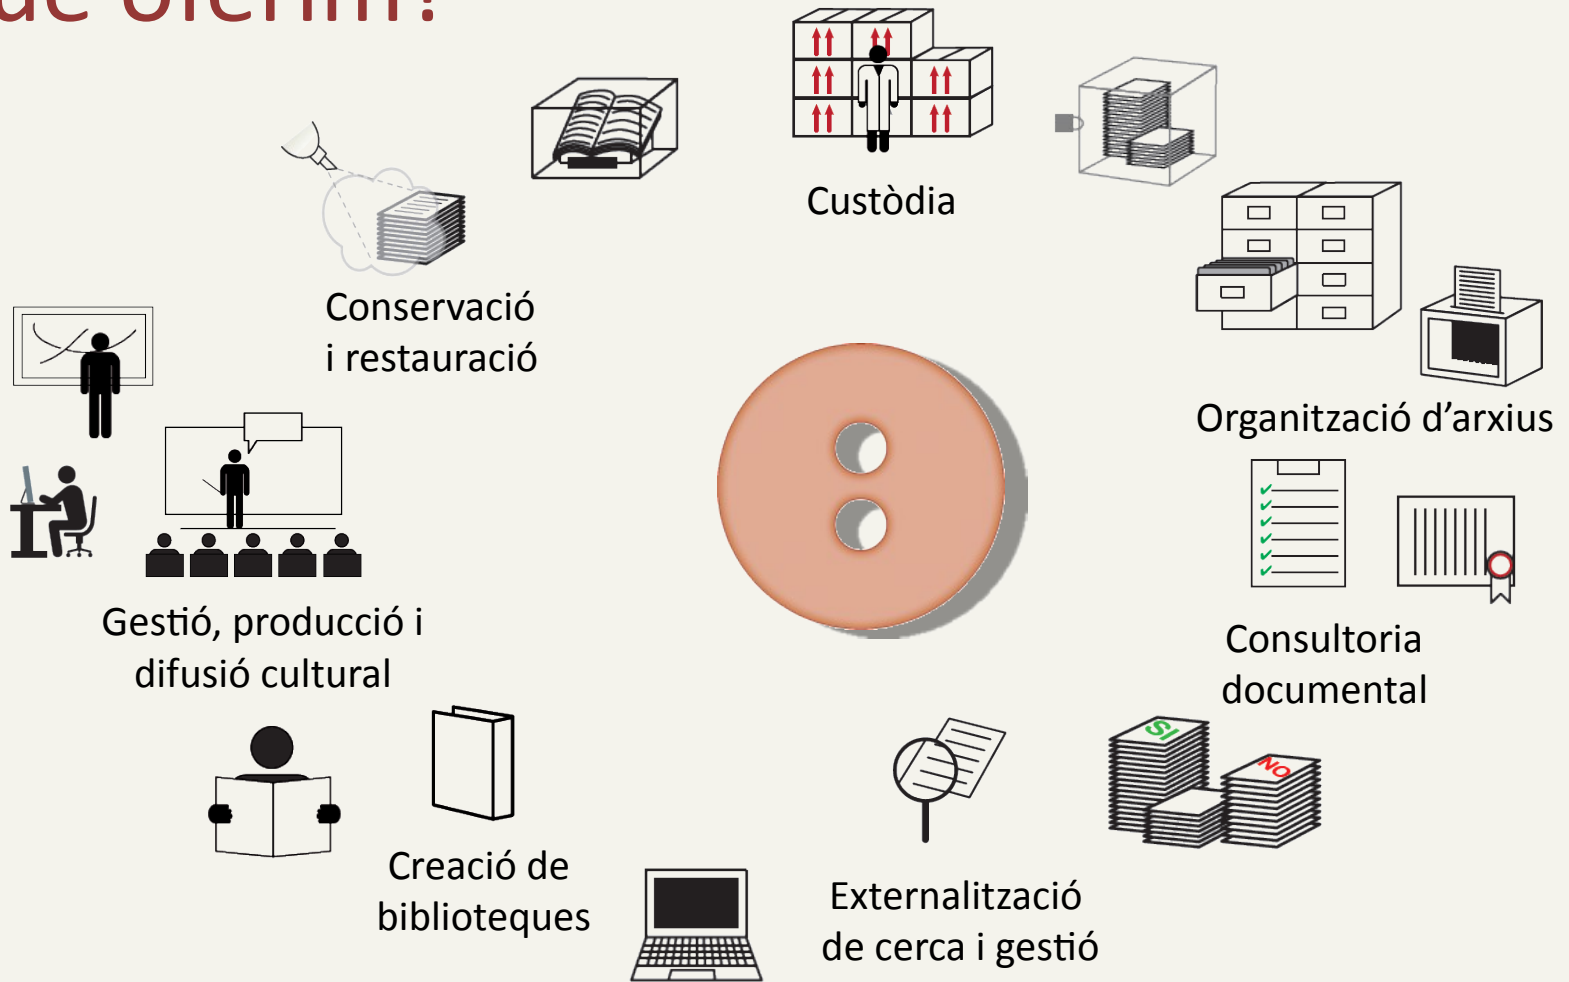 oferim?
Custòdia
Conservació
i restauració
Organització d'arxius
Gestió, producció i
difusió cultural
Consultoria
documental
SI
NO
Creació de
biblioteques
Externalització
de cerca i gestió